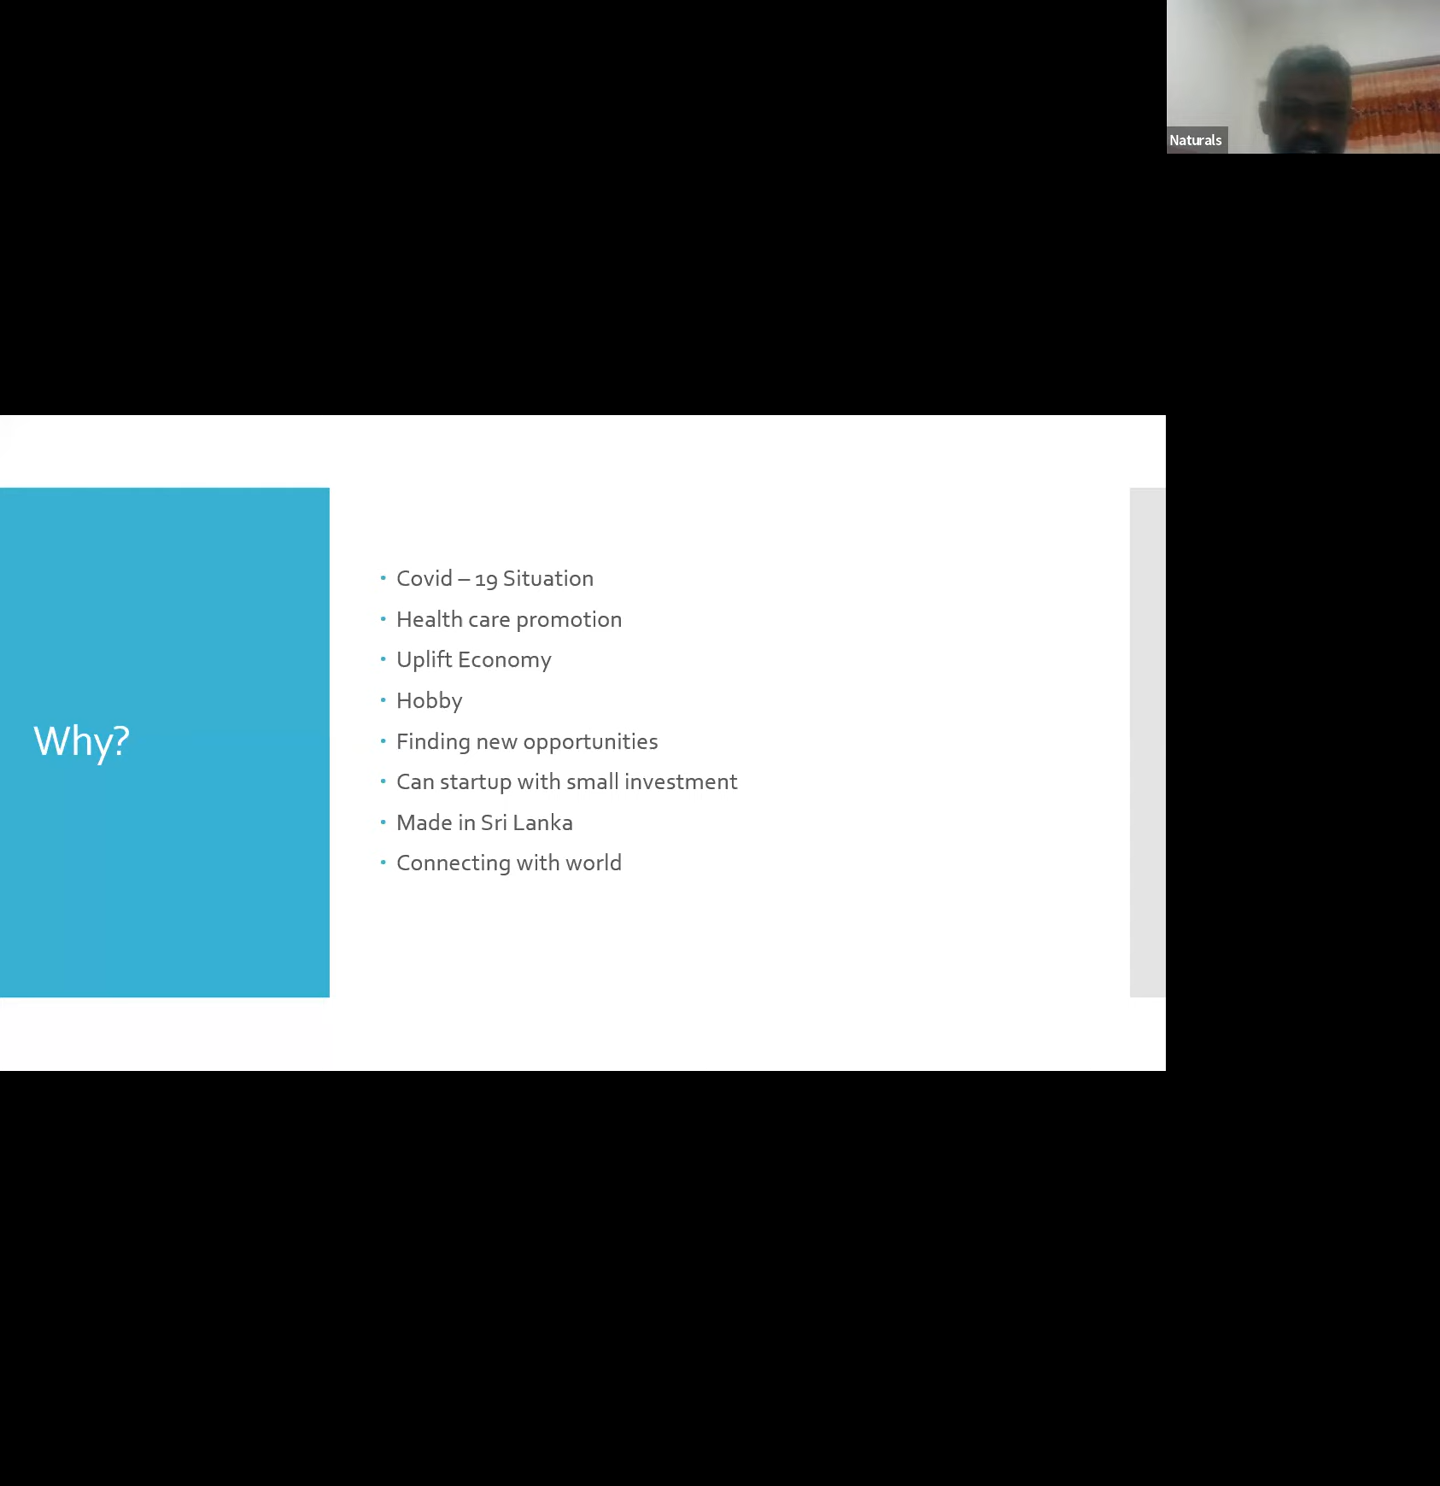 Naturals
Why?
• Covid – 19 Situation
• Health care promotion
• Uplift Economy
• Hobby
• Finding new opportunities
• Can startup with small investment
• Made in Sri Lanka
• Connecting with world